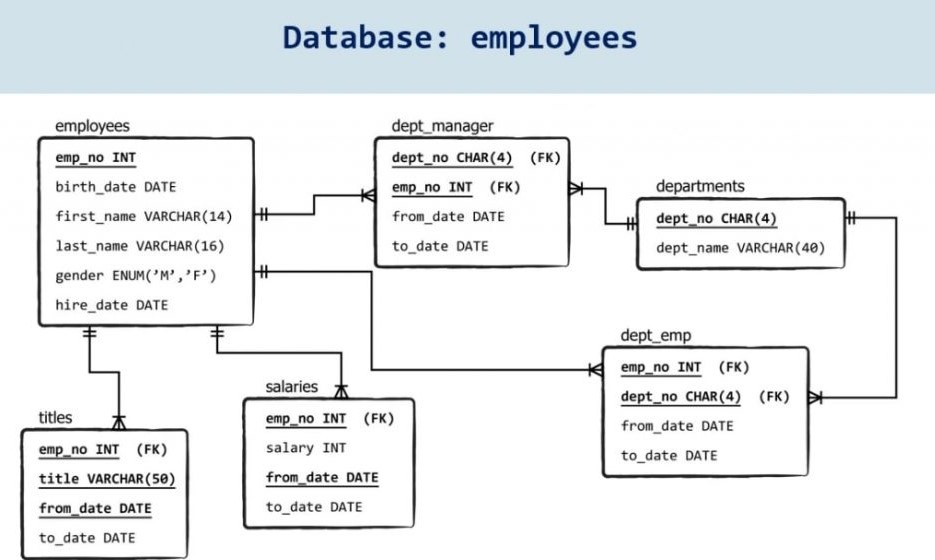 Database: employees
employees
emp_no INT
birth_date DATE
first_name VARCHAR(14)
last_name VARCHAR(16)
gender ENUM(’M’,’F’)
hire_date DATE
dept_manager
dept_no CHAR(4) (FK)
emp_no INT (FK)
from_date DATE
to_date DATE
departments
dept_no CHAR(4)
dept_name VARCHAR(40)
dept_emp
emp_no INT (FK)
dept_no CHAR(4) (FK)
from_date DATE
to_date DATE
salaries
emp_no INT (FK)
salary INT
from_date DATE
to_date DATE
titles
emp_no INT (FK)
title VARCHAR(50)
from_date DATE
to_date DATE